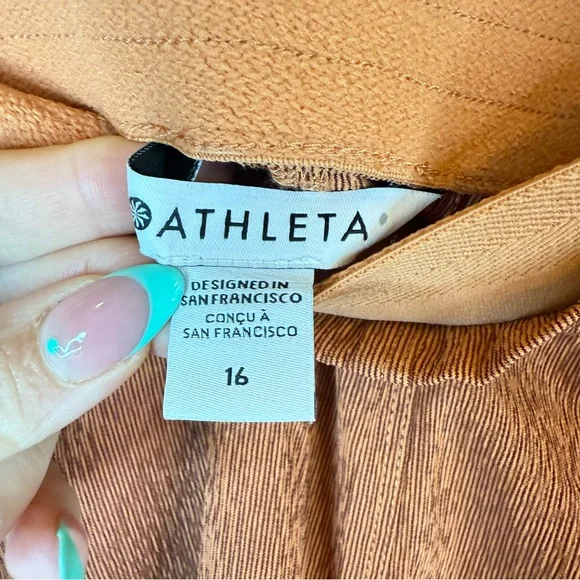 ATHLETA
DESIGNED IN
SAN FRANCISCO
CONÇU À
SAN FRANCISCO
16